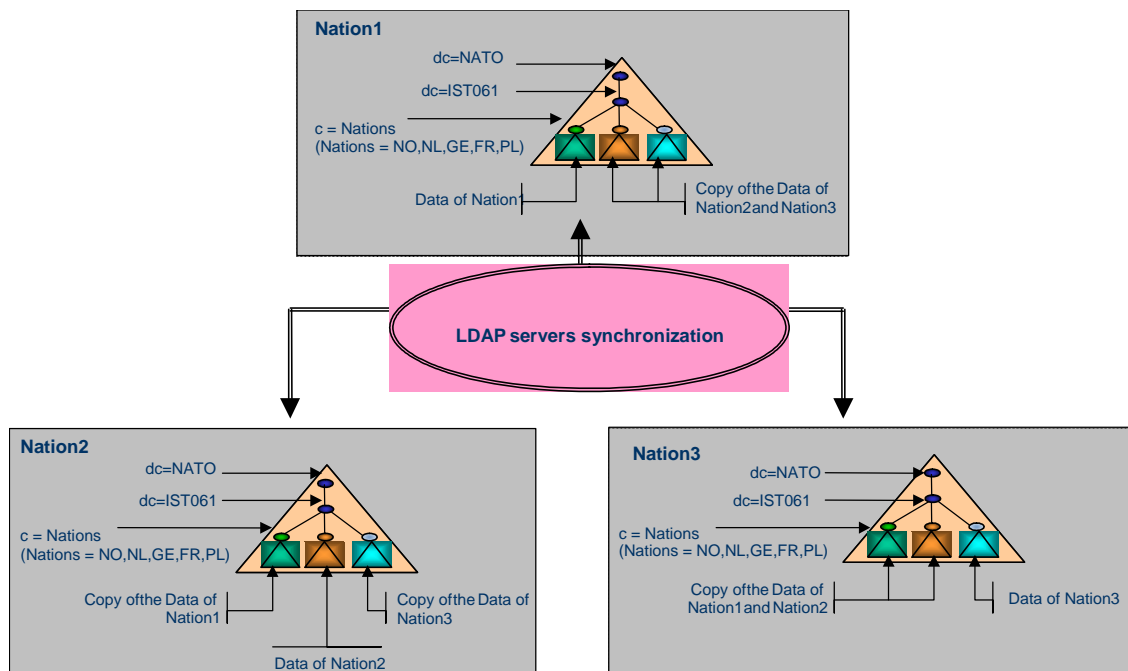 Nation1
dc=NATO
dc=IST061
c = Nations
(Nations = NO,NL,GE,FR,PL)
Data of Nation1
Copy ofthe Data of
Nation2and Nation3
LDAP servers synchronization
Nation2
dc=NATO
dc=IST061
c = Nations
(Nations = NO,NL,GE,FR,PL)
Copy ofthe Data of
Nation1
Copy ofthe Data of
Nation3
Data of Nation2
Nation3
dc=NATO
dc=IST061
c = Nations
(Nations = NO,NL,GE,FR,PL)
Copy ofthe Data of
Nation1and Nation2
Data of Nation3